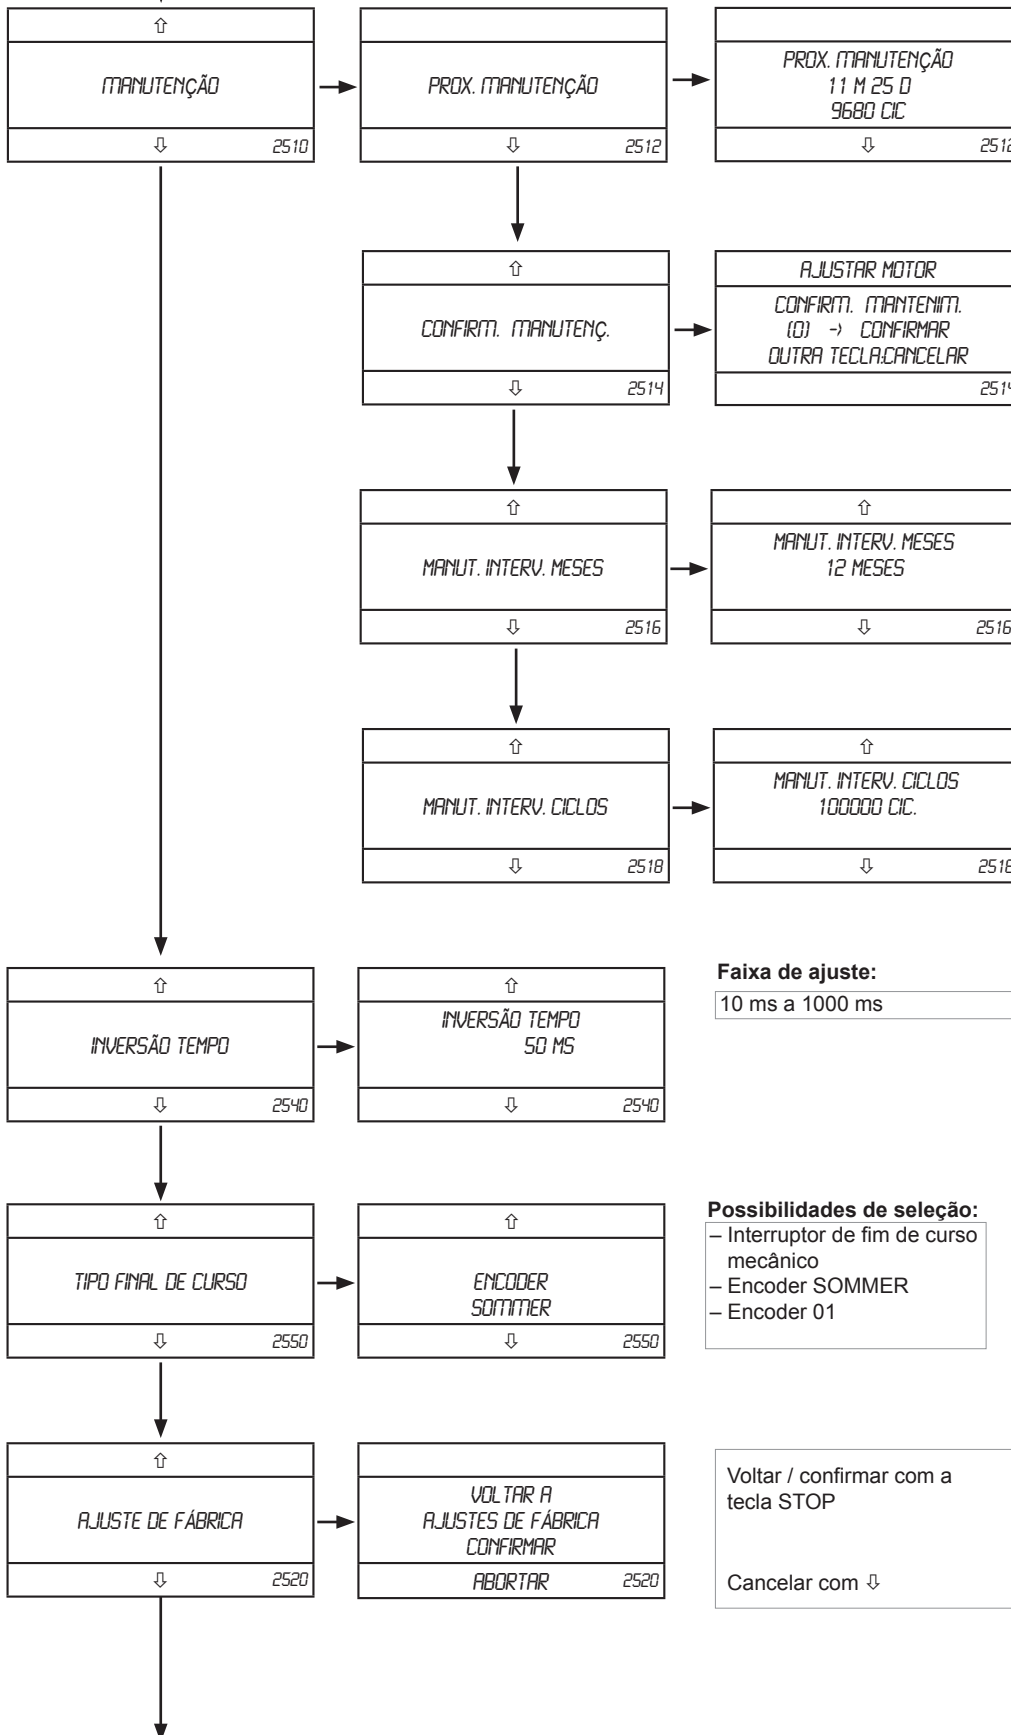 ⇧
MANUTENÇÃO
⇩ 2510
PROX. MANUTENÇÃO
⇩ 2512
PROX. MANUTENÇÃO
11 M 25 D
9680 CIC
⇩ 2512
⇧
CONFIRM. MANUTENÇ.
⇩ 2514
AJUSTAR MOTOR
CONFIRM. MANTENIM.
(0) -> CONFIRMAR
OUTRA TECLA:CANCELAR
2514
⇧
MANUT. INTERV. MESES
⇩ 2516
⇧
MANUT. INTERV. MESES
12 MESES
⇩ 2516
⇧
MANUT. INTERV. CICLOS
⇩ 2518
⇧
MANUT. INTERV. CICLOS
100000 CIC.
⇩ 2518
⇧
INVERSÃO TEMPO
⇩ 2540
⇧
INVERSÃO TEMPO
50 MS
⇩ 2540
Faixa de ajuste:
10 ms a 1000 ms
⇧
TIPO FINAL DE CURSO
⇩ 2550
⇧
ENCODER
SOMMER
⇩ 2550
Possibilidades de seleção:
– Interruptor de fim de curso
mecânico
– Encoder SOMMER
– Encoder 01
⇧
AJUSTE DE FÁBRICA
⇩ 2520
VOLTAR A
AJUSTES DE FÁBRICA
CONFIRMAR
ABORTAR 2520
Voltar / confirmar com a
tecla STOP
Cancelar com ⇩